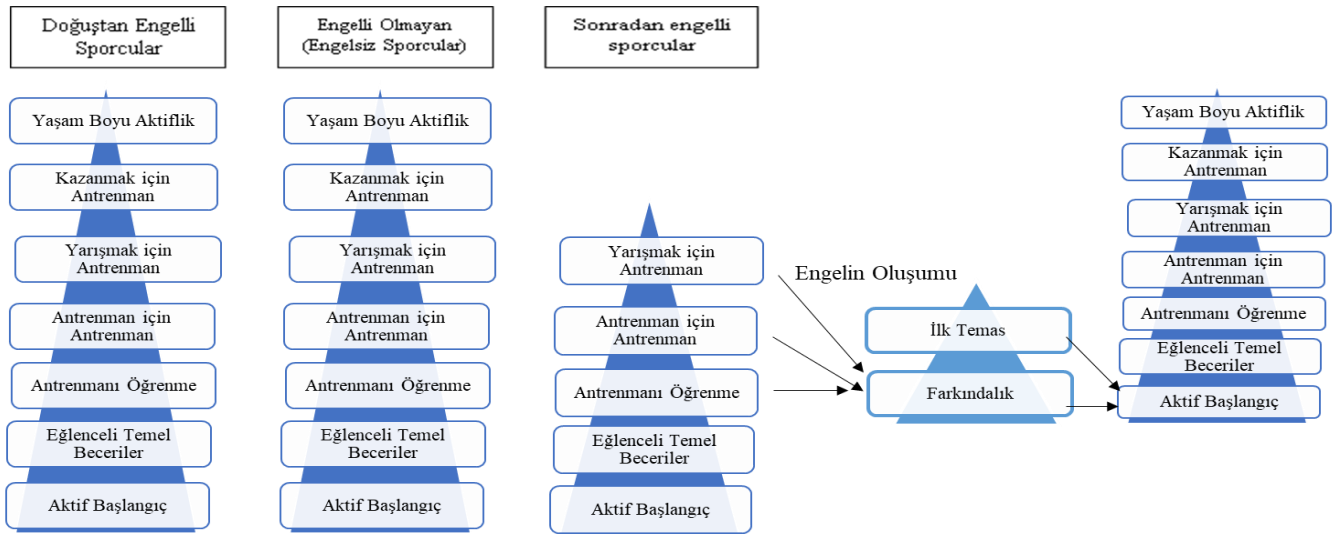 Doğuştan Engelli
Sporcular
Yaşam Boyu Aktiflik
Kazanmak için
Antrenman
Yarışmak için
Antrenman
Antrenman için
Antrenman
Antrenmanı Öğrenme
Eğlenceli Temel
Beceriler
Aktif Başlangıç
Engelli Olmayan
(Engelsiz Sporcular)
Yaşam Boyu Aktiflik
Kazanmak için
Antrenman
Yarışmak için
Antrenman
Antrenman için
Antrenman
Antrenmanı Öğrenme
Eğlenceli Temel
Beceriler
Aktif Başlangıç
Sonradan engelli
sporcular
Yarışmak için
Antrenman
Antrenman için
Antrenman
Antrenmanı Öğrenme
Eğlenceli Temel
Beceriler
Aktif Başlangıç
Engelin Oluşumu
İlk Temas
Farkındalık
Yaşam Boyu Aktiflik
Kazanmak için
Antrenman
Yarışmak için
Antrenman
Antrenman için
Antrenman
Antrenmanı Öğrenme
Eğlenceli Temel
Beceriler
Aktif Başlangıç